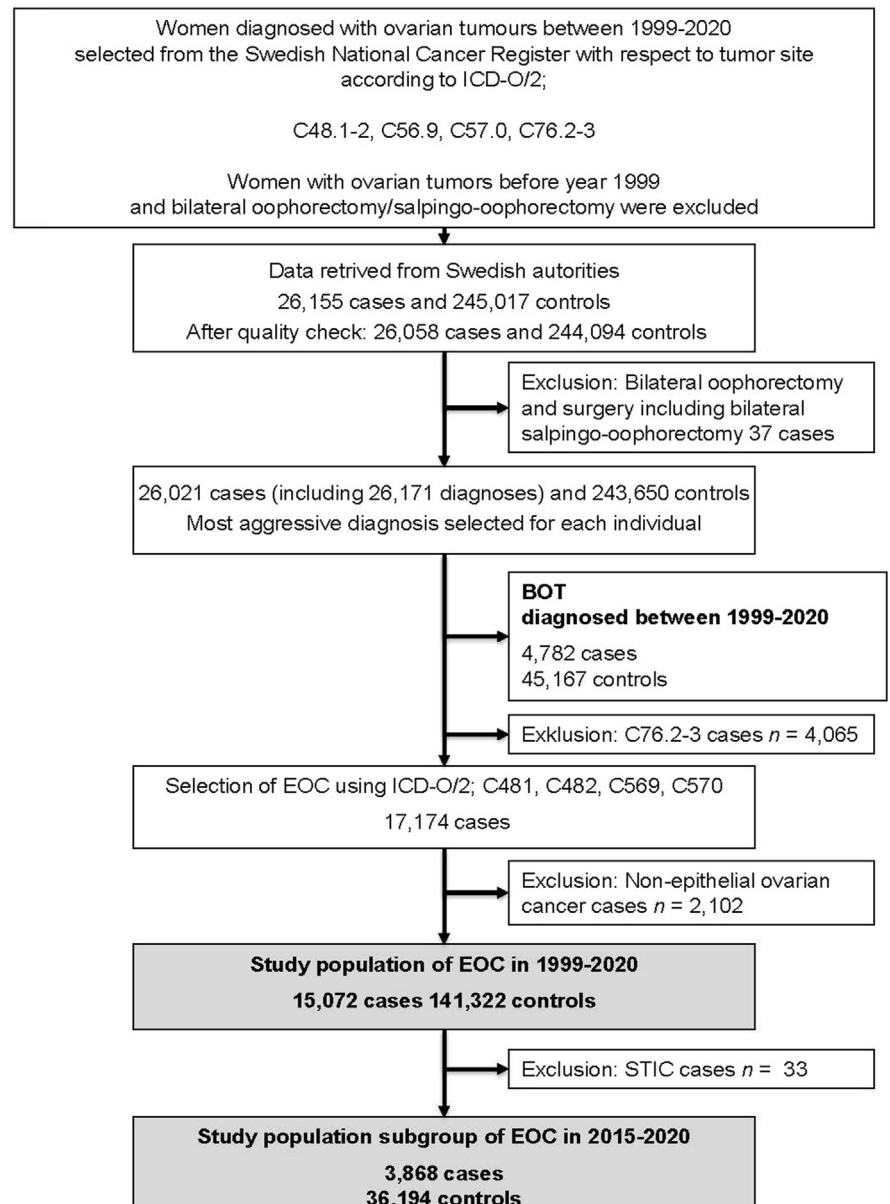 Women diagnosed with ovarian tumours between 1999-2020
selected from the Swedish National Cancer Register with respect to tumor site
according to ICD-O/2;
C48.1-2, C56.9, C57.0, C76.2-3
Women with ovarian tumors before year 1999
and bilateral oophorectomy/salpingo-oophorectomy were excluded
Data retrived from Swedish autorities
26,155 cases and 245,017 controls
After quality check: 26,058 cases and 244,094 controls
Exclusion: Bilateral oophorectomy
and surgery including bilateral
salpingo-oophorectomy 37 cases
26,021 cases (including 26,171 diagnoses) and 243,650 controls
Most aggressive diagnosis selected for each individual
BOT
diagnosed between 1999-2020
4,782 cases
45,167 controls
Exklusion: C76.2-3 cases n = 4,065
Selection of EOC using ICD-O/2; C481, C482, C569, C570
17,174 cases
Exclusion: Non-epithelial ovarian
cancer cases n = 2,102
Study population of EOC in 1999-2020
15,072 cases 141,322 controls
Exclusion: STIC cases n = 33
Study population subgroup of EOC in 2015-2020
3,868 cases
36,194 controls